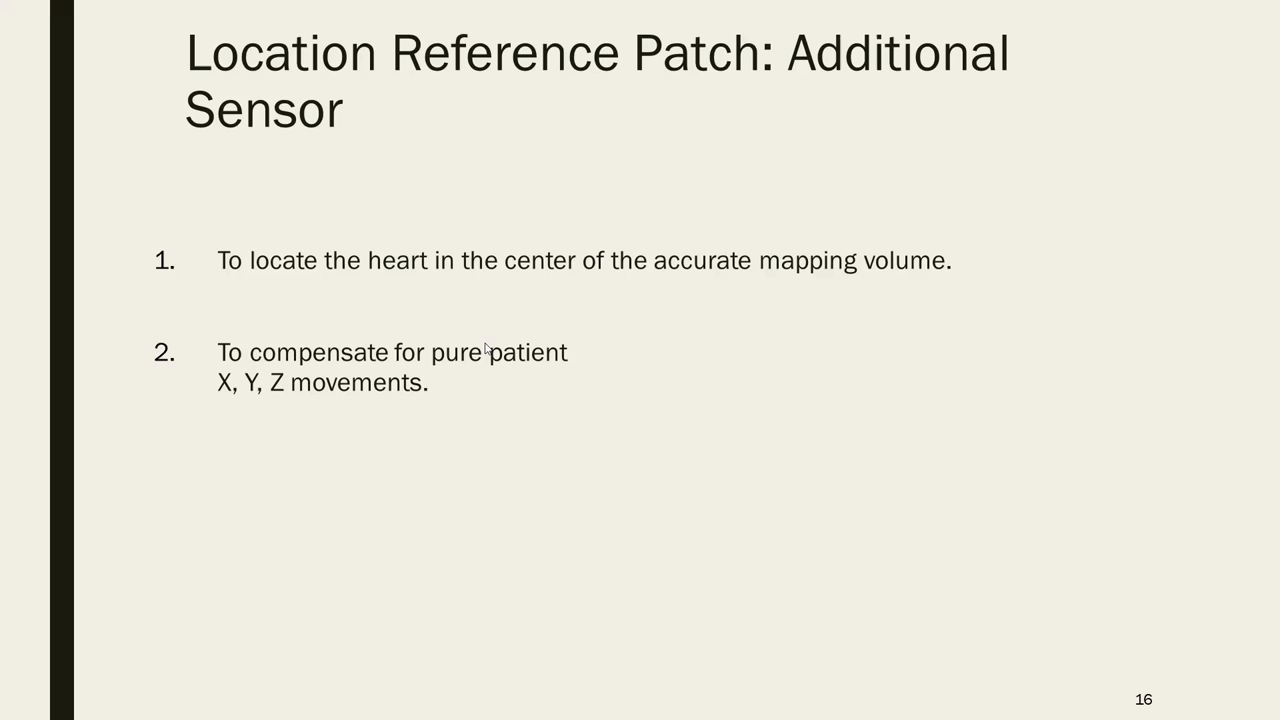 Location Reference Patch: Additional
Sensor
1. To locate the heart in the center of the accurate mapping volume.
2. To compensate for pure patient
X, Y, Z movements.
16